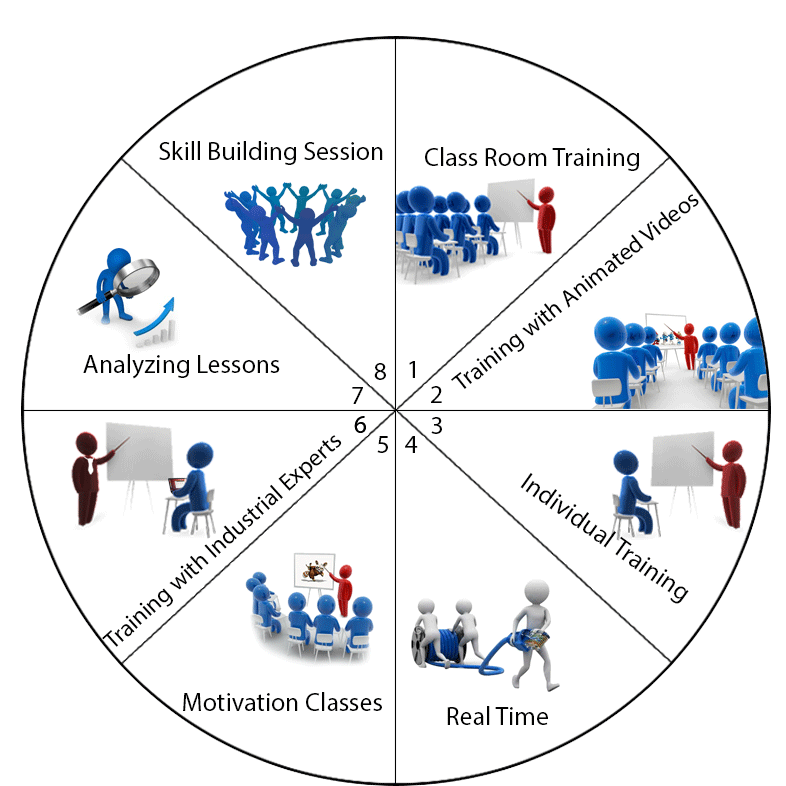 Skill Building Session
Class Room Training
Training with Animated Videos
Analyzing Lessons
8
1
7
2
6
3
5
4
Training with Industrial Experts
Individual Training
Motivation Classes
Real Time